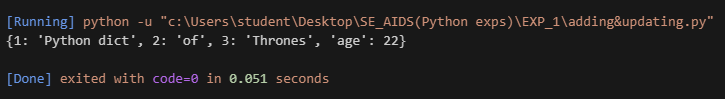 [Running] python -u "c:\Users\student\Desktop\SE_AIDS(Python exps)\EXP_1\adding&updating.py"
{1: 'Python dict', 2: 'of', 3: 'Thrones', 'age': 22}
[Done] exited with code=0 in 0.051 seconds